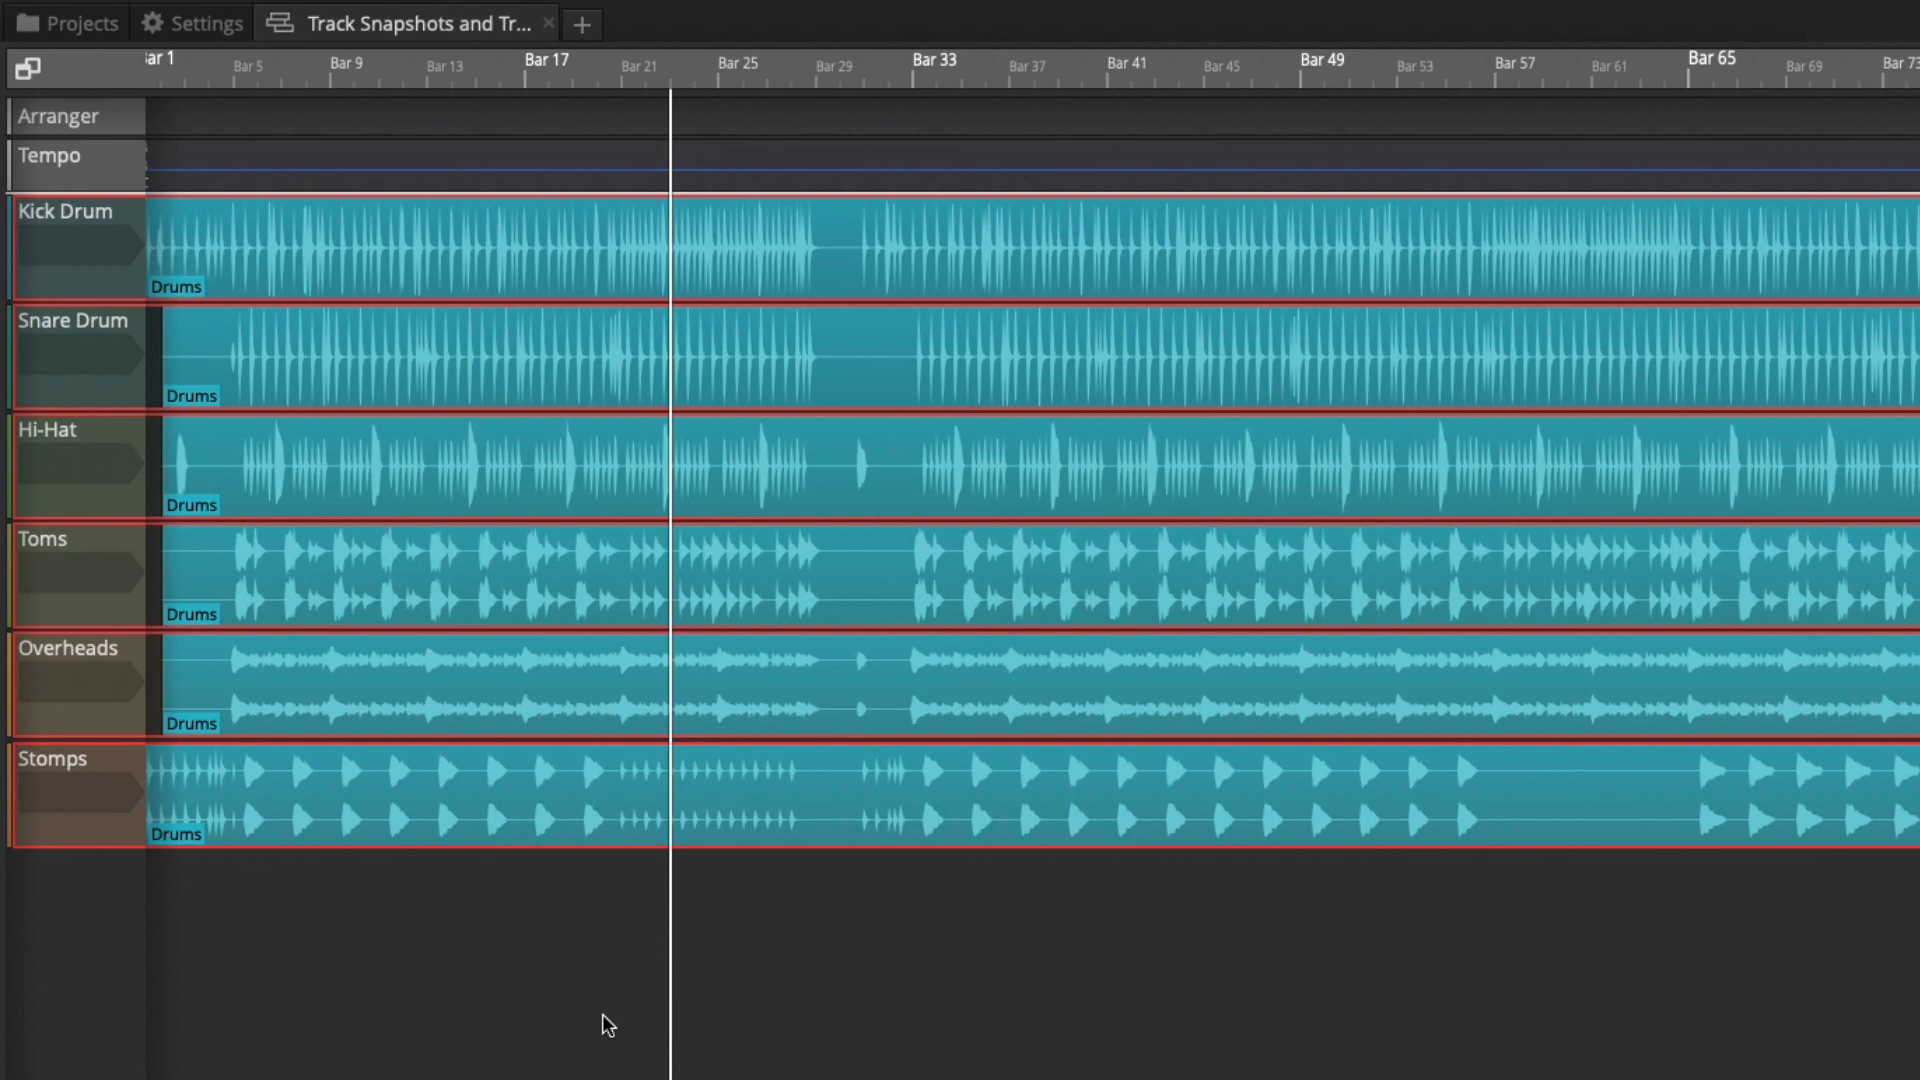 Projects Settings Track Snapshots and Tr...
Bar 1 Bar 5 Bar 9 Bar 13 Bar 17 Bar 21 Bar 25 Bar 29 Bar 33 Bar 37 Bar 41 Bar 45 Bar 49 Bar 53 Bar 57 Bar 61 Bar 65 Bar 69 Bar 73
Arranger
Tempo
Kick Drum
Drums
Snare Drum
Drums
Hi-Hat
Drums
Toms
Drums
Overheads
Drums
Stomps
Drums